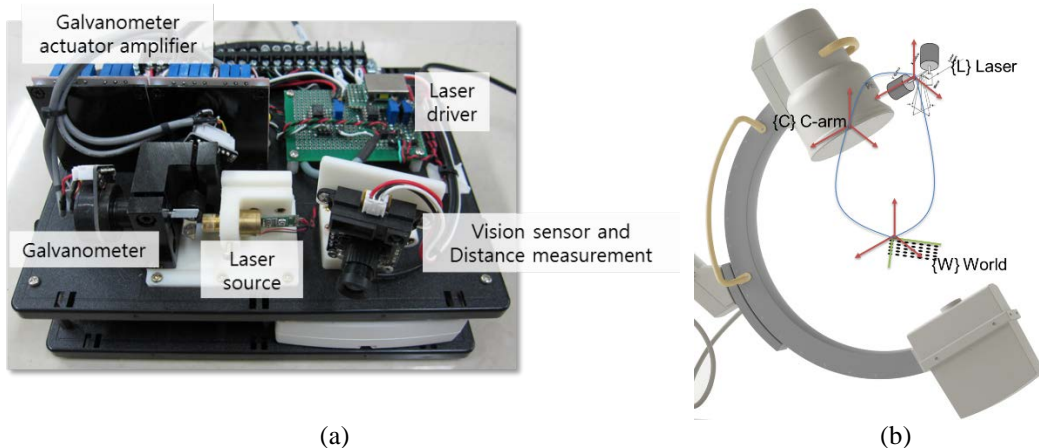 Galvanometer
actuator amplifier
Laser
driver
Galvanometer
Laser
source
Vision sensor and
Distance measurement
{L} Laser
{C} C-arm
{W} World
(a)
(b)